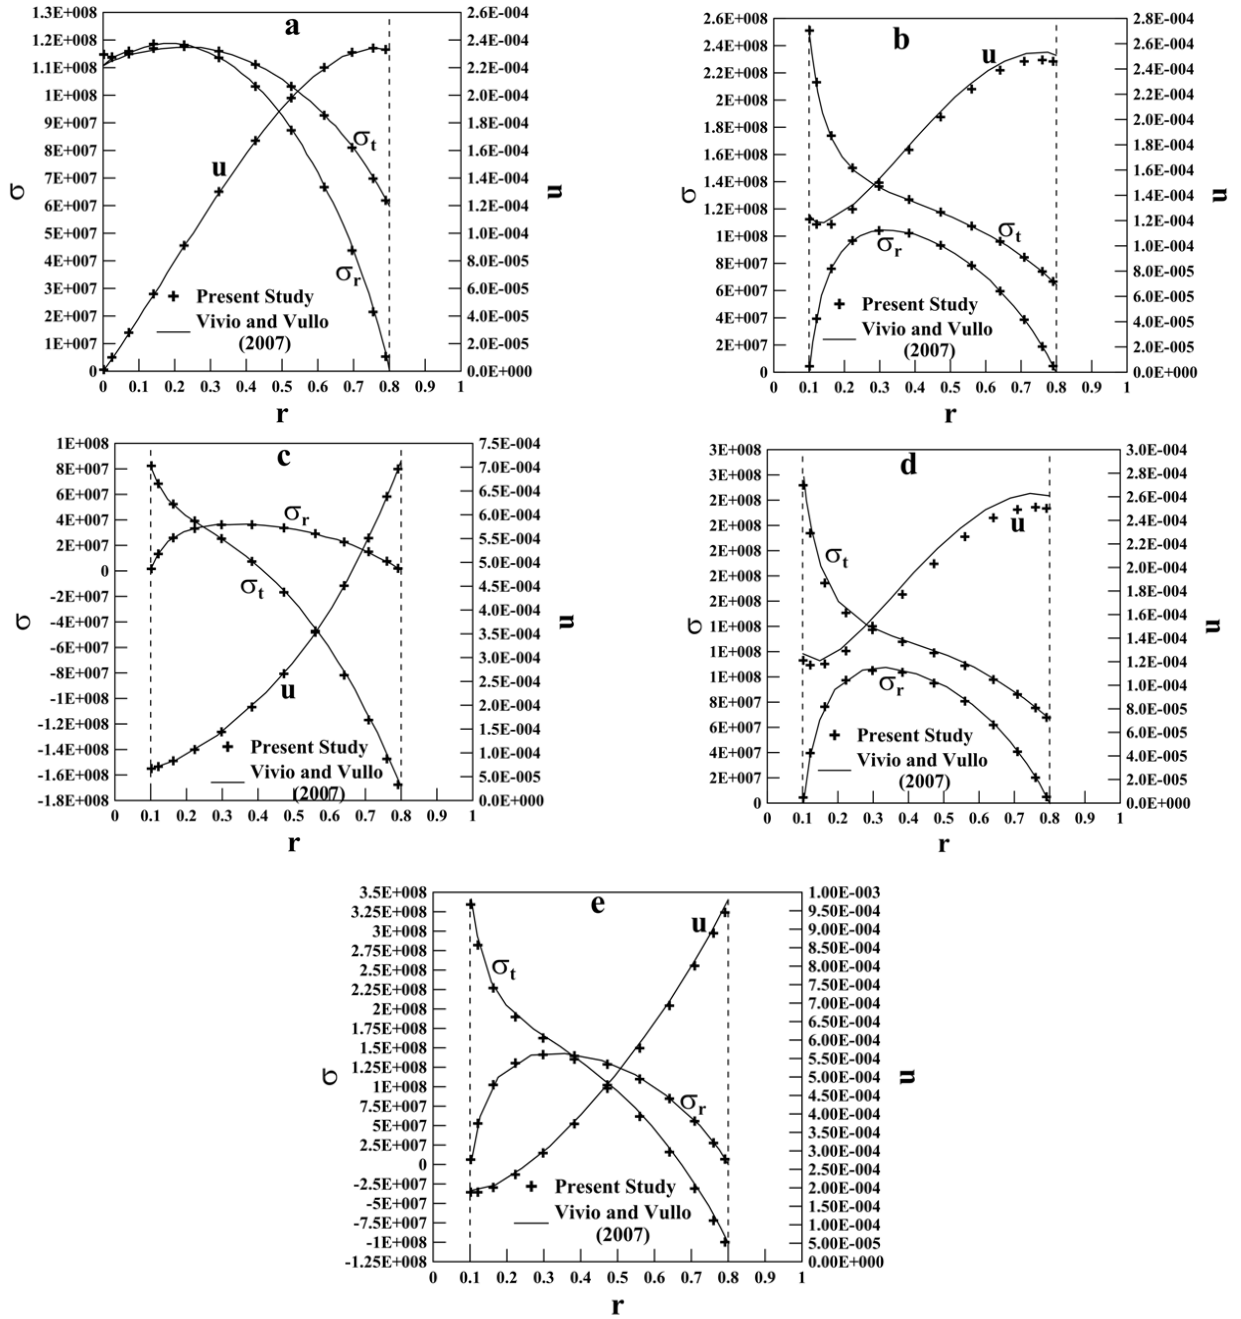 a
1.3E+008
1.2E+008
1.1E+008
9E+007
8E+007
7E+007
6E+007
5E+007
4E+007
3E+007
2E+007
1E+007
0
σ
2.6E-004
2.4E-004
2.2E-004
2.0E-004
1.8E-004
1.6E-004
1.4E-004
1.2E-004
1.0E-004
8.0E-005
6.0E-005
4.0E-005
2.0E-005
0.0E+000
u
σt
u
σr
Present Study
Vivio and Vullo
(2007)
0 0.1 0.2 0.3 0.4 0.5 0.6 0.7 0.8 0.9 1
r
b
2.6E+008
2.4E+008
2.2E+008
2E+008
1.8E+008
1.6E+008
1.4E+008
1.2E+008
1E+008
8E+007
6E+007
4E+007
2E+007
0
σ
2.8E-004
2.6E-004
2.4E-004
2.2E-004
2.0E-004
1.8E-004
1.6E-004
1.4E-004
1.2E-004
1.0E-004
8.0E-005
6.0E-005
4.0E-005
2.0E-005
0.0E+000
u
u
σt
σr
Present Study
Vivio and Vullo
(2007)
0 0.1 0.2 0.3 0.4 0.5 0.6 0.7 0.8 0.9 1
r
c
1E+008
8E+007
6E+007
4E+007
2E+007
0
-2E+007
-4E+007
-6E+007
-8E+007
-1E+008
-1.2E+008
-1.4E+008
-1.6E+008
-1.8E+008
σ
7.5E-004
7.0E-004
6.5E-004
6.0E-004
5.5E-004
5.0E-004
4.5E-004
4.0E-004
3.5E-004
3.0E-004
2.5E-004
2.0E-004
1.5E-004
1.0E-004
5.0E-005
0.0E+000
u
σr
σt
u
Present Study
Vivio and Vullo
(2007)
0 0.1 0.2 0.3 0.4 0.5 0.6 0.7 0.8 0.9 1
r
d
3E+008
2E+008
2E+008
2E+008
2E+008
2E+008
2E+008
1E+008
1E+008
1E+008
8E+007
6E+007
4E+007
2E+007
0
σ
3.0E-004
2.8E-004
2.6E-004
2.4E-004
2.2E-004
2.0E-004
1.8E-004
1.6E-004
1.4E-004
1.2E-004
1.0E-004
8.0E-005
6.0E-005
4.0E-005
2.0E-005
0.0E+000
u
u
σt
σr
Present Study
Vivio and Vullo
(2007)
0 0.1 0.2 0.3 0.4 0.5 0.6 0.7 0.8 0.9 1
r
e
3.5E+008
3.25E+008
3E+008
2.75E+008
2.5E+008
2.25E+008
2E+008
1.75E+008
1.5E+008
1.25E+008
1E+008
7.5E+007
5E+007
2.5E+007
0
-2.5E+007
-5E+007
-7.5E+007
-1E+008
-1.25E+008
σ
1.00E-003
9.50E-004
9.00E-004
8.50E-004
8.00E-004
7.50E-004
7.00E-004
6.50E-004
6.00E-004
5.50E-004
5.00E-004
4.50E-004
4.00E-004
3.50E-004
3.00E-004
2.50E-004
2.00E-004
1.50E-004
1.00E-004
5.00E-005
0.00E+000
u
u
σt
σr
Present Study
Vivio and Vullo
(2007)
0 0.1 0.2 0.3 0.4 0.5 0.6 0.7 0.8 0.9 1
r